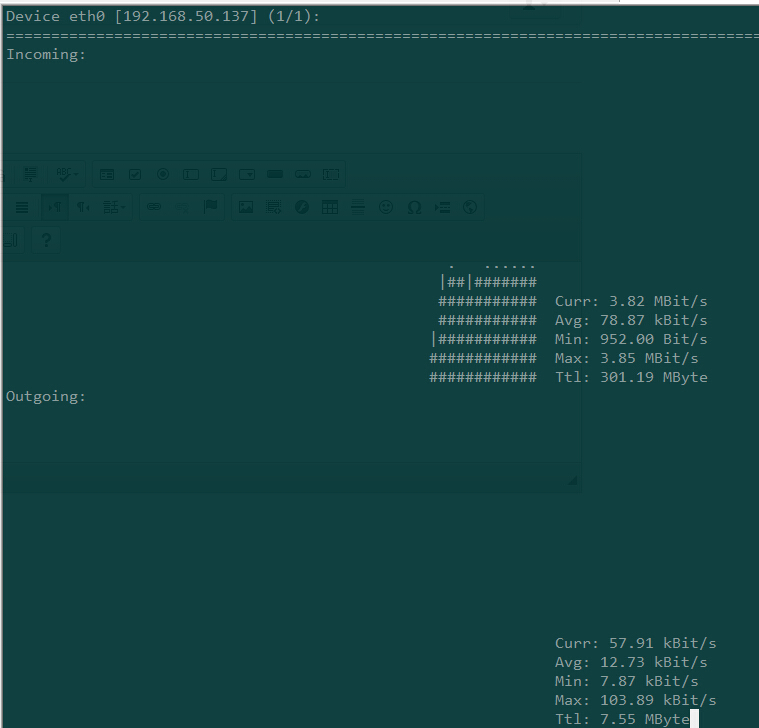 Device eth0 [192.168.50.137] (1/1):
=====================================================================================
Incoming:
.   ......
|##|#######
########### Curr: 3.82 MBit/s
########### Avg: 78.87 kBit/s
|########### Min: 952.00 Bit/s
############ Max: 3.85 MBit/s
############ Ttl: 301.19 MByte
Outgoing:
Curr: 57.91 kBit/s
Avg: 12.73 kBit/s
Min: 7.87 kBit/s
Max: 103.89 kBit/s
Ttl: 7.55 MByte